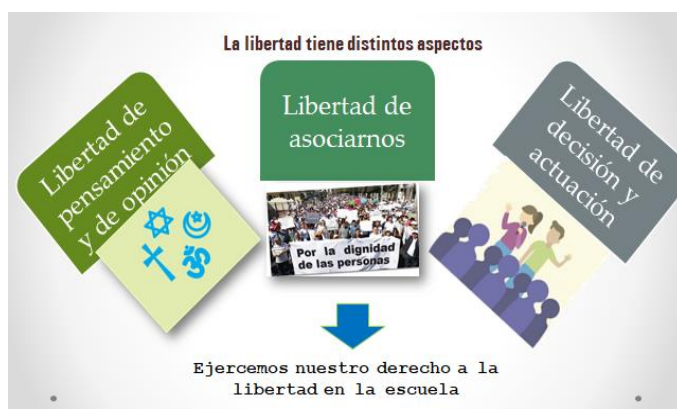 La libertad tiene distintos aspectos
Libertad de
pensamiento
y de opinión
Libertad de
asociarnos
Por la dignidad
de las personas
Libertad de
decisión y
actuación
Ejercemos nuestro derecho a la
libertad en la escuela